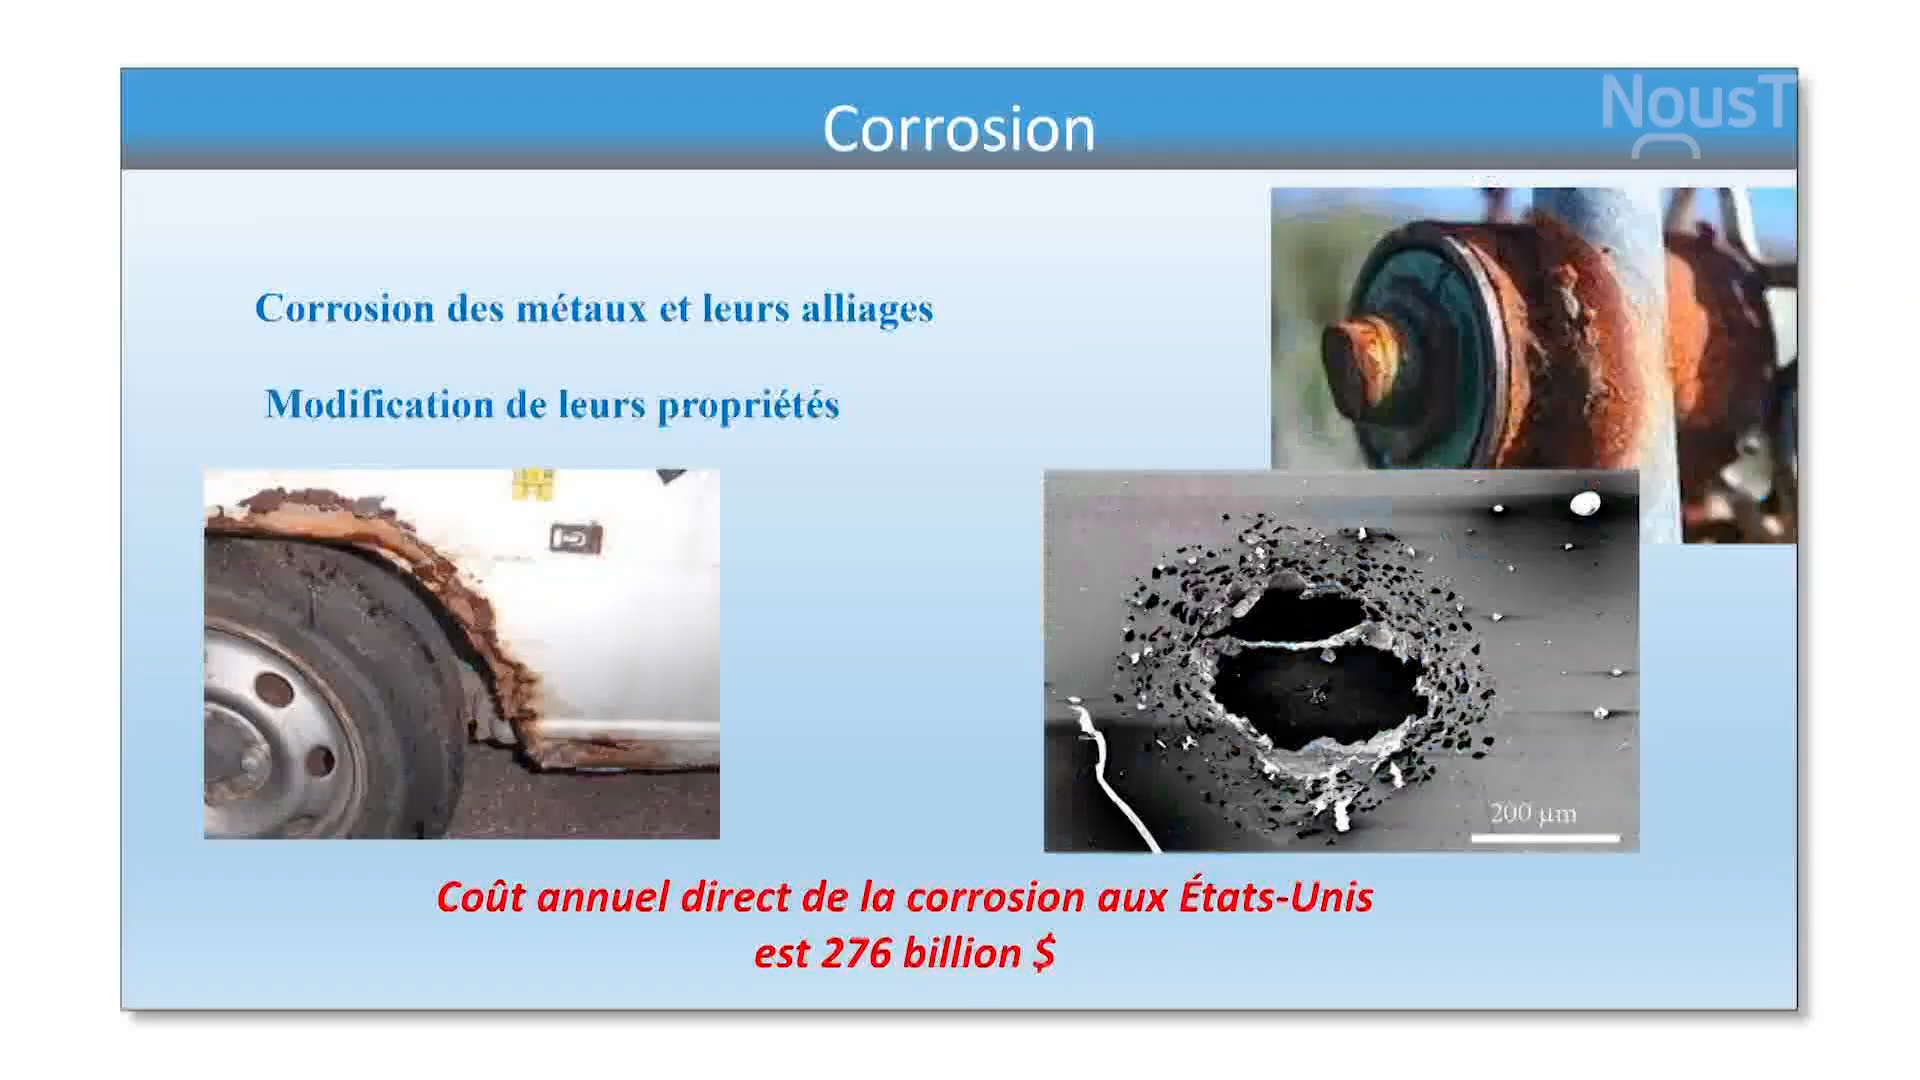 Corrosion
NousT
Corrosion des métaux et leurs alliages
Modification de leurs propriétés
200 µm
Coût annuel direct de la corrosion aux États-Unis
est 276 billion $